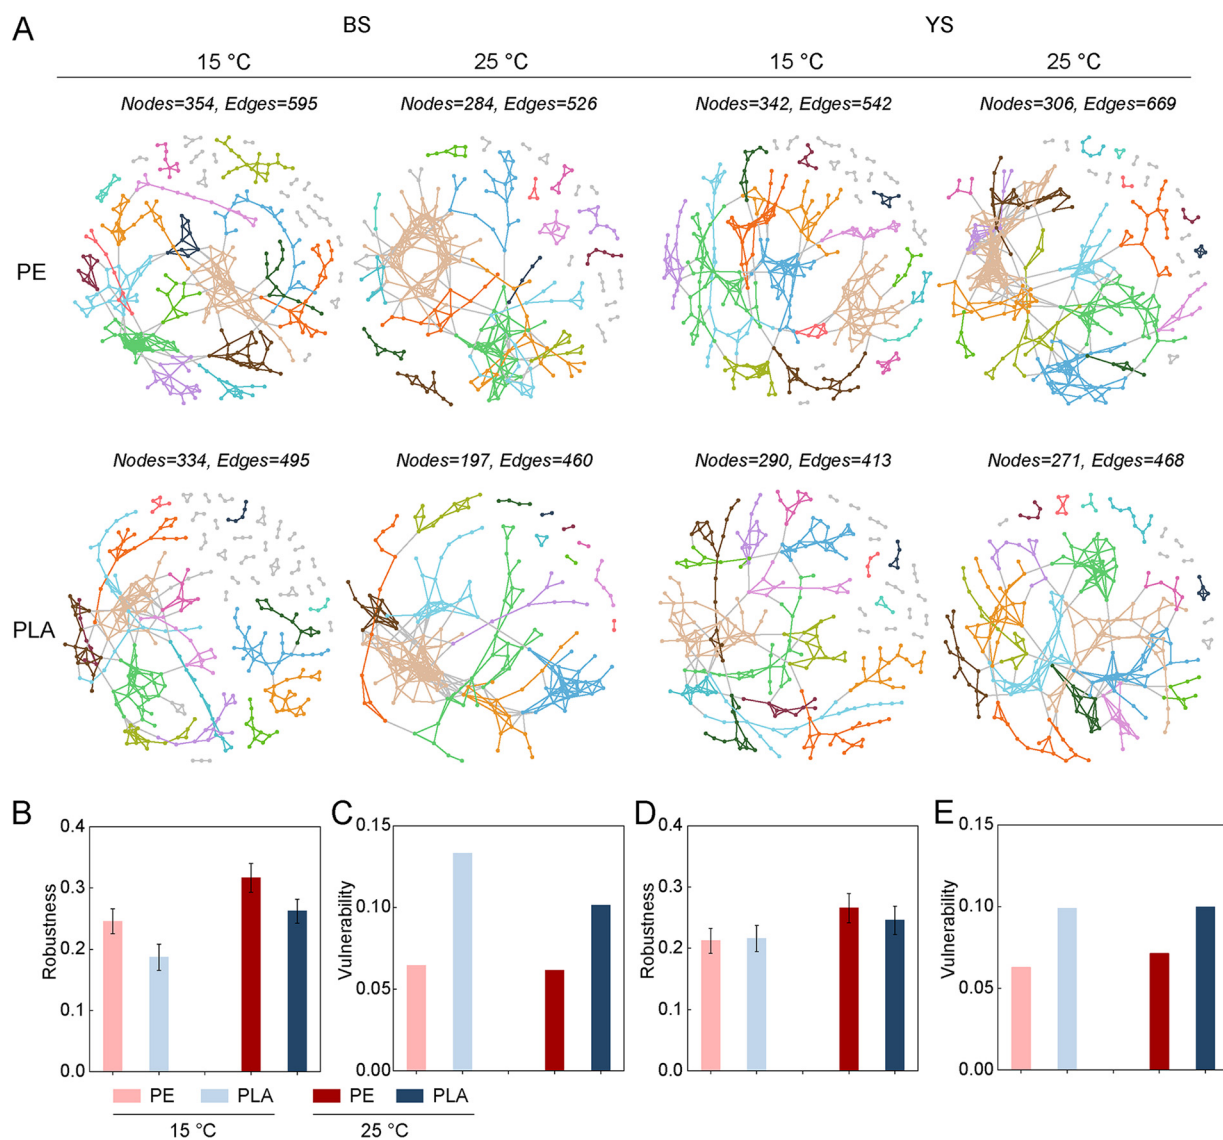 A
BS YS
15 °C 25 °C 15 °C 25 °C
Nodes=354, Edges=595 Nodes=284, Edges=526 Nodes=342, Edges=542 Nodes=306, Edges=669
PE
Nodes=334, Edges=495 Nodes=197, Edges=460 Nodes=290, Edges=413 Nodes=271, Edges=468
PLA
B
0.4
0.3
0.2
0.1
0.0
Robustness
C
0.15
0.10
0.05
0.00
Vulnerability
D
0.4
0.3
0.2
0.1
0.0
Robustness
E
0.15
0.10
0.05
0.00
Vulnerability
PE PLA PE PLA
15 °C 25 °C